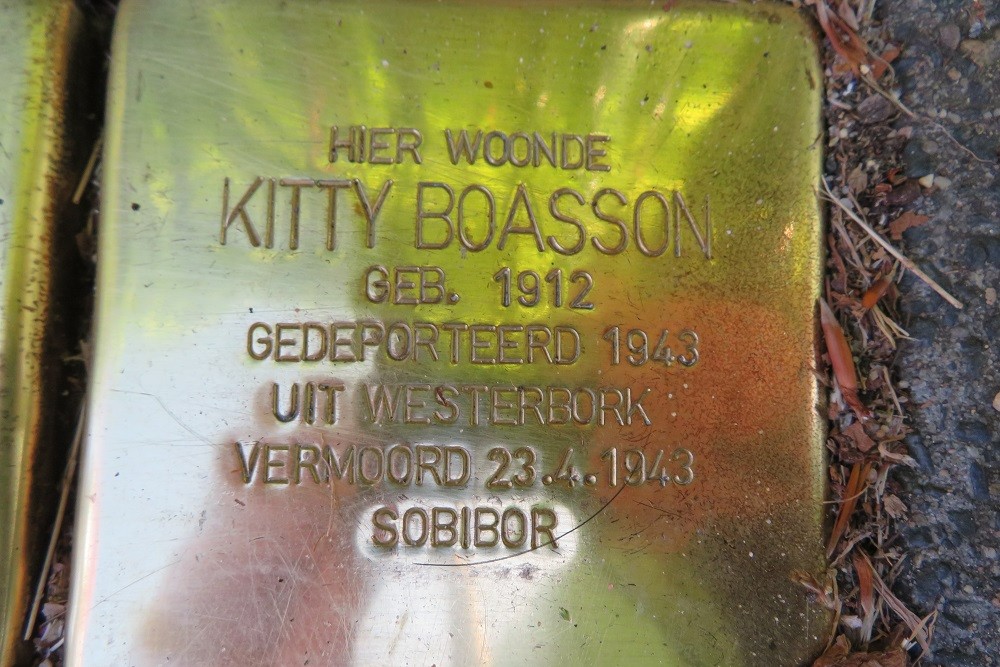 HIER WOONDE
KITTY BOASSON
GEB. 1912
GEDEPORTEERD 1943
UIT WESTERBORK
VERMOORD 23.4.1943
SOBIBOR